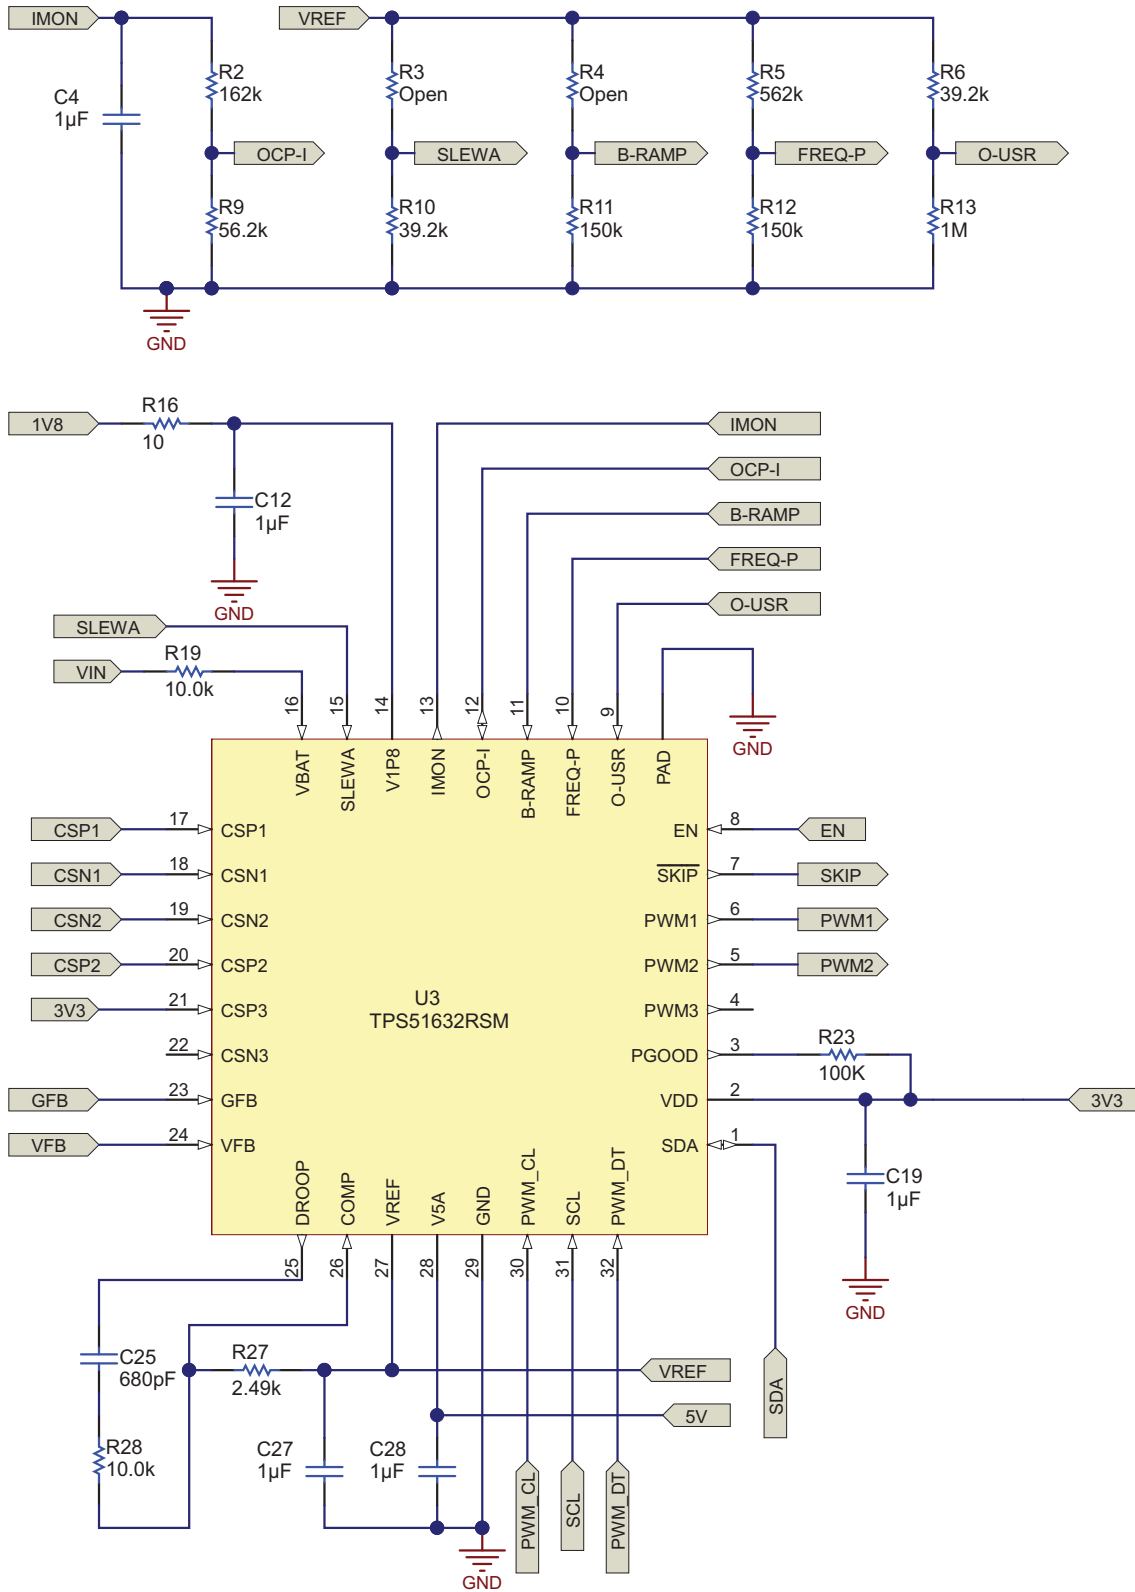 IMON
VREF
R2
162k
R3
Open
R4
Open
R5
562k
R6
39.2k
C4
1µF
OCP-I
SLEWA
B-RAMP
FREQ-P
O-USR
R9
56.2k
R10
39.2k
R11
150k
R12
150k
R13
1M
GND
1V8
R16
10
C12
1µF
GND
IMON
OCP-I
B-RAMP
FREQ-P
O-USR
SLEWA
VIN
R19
10.0k
GND
16
15
14
13
12
11
10
9
VBAT
SLEWA
V1P8
IMON
OCP-I
B-RAMP
FREQ-P
O-USR
PAD
CSP1
17
CSP1
EN
8
EN
CSN1
18
CSN1
SKIP
7
SKIP
CSN2
19
CSN2
PWM1
6
PWM1
CSP2
20
CSP2
PWM2
5
PWM2
3V3
21
CSP3
U3
TPS51632RSM
PWM3
4
22
CSN3
PGOOD
3
R23
100K
GFB
23
GFB
VDD
2
3V3
VFB
24
VFB
SDA
1
DROOP
COMP
VREF
V5A
GND
PWM_CL
SCL
PWM_DT
25
26
27
28
29
30
31
32
C19
1µF
GND
C25
680pF
R27
2.49k
VREF
5V
SDA
R28
10.0k
C27
1µF
C28
1µF
PWM_CL
SCL
PWM_DT
GND